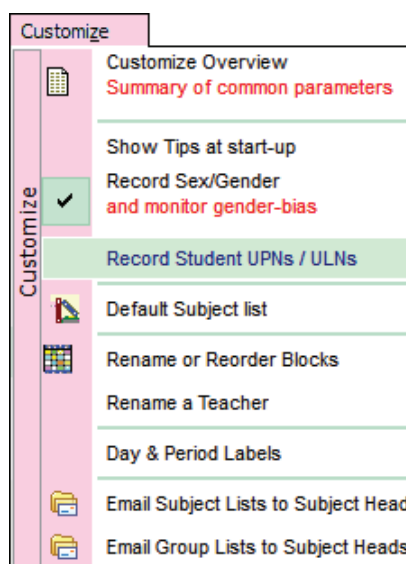 Customize
Customize
Customize Overview
Summary of common parameters
Show Tips at start-up
Record Sex/Gender
and monitor gender-bias
Record Student UPNs / ULNs
Default Subject list
Rename or Reorder Blocks
Rename a Teacher
Day & Period Labels
Email Subject Lists to Subject Head
Email Group Lists to Subject Heads